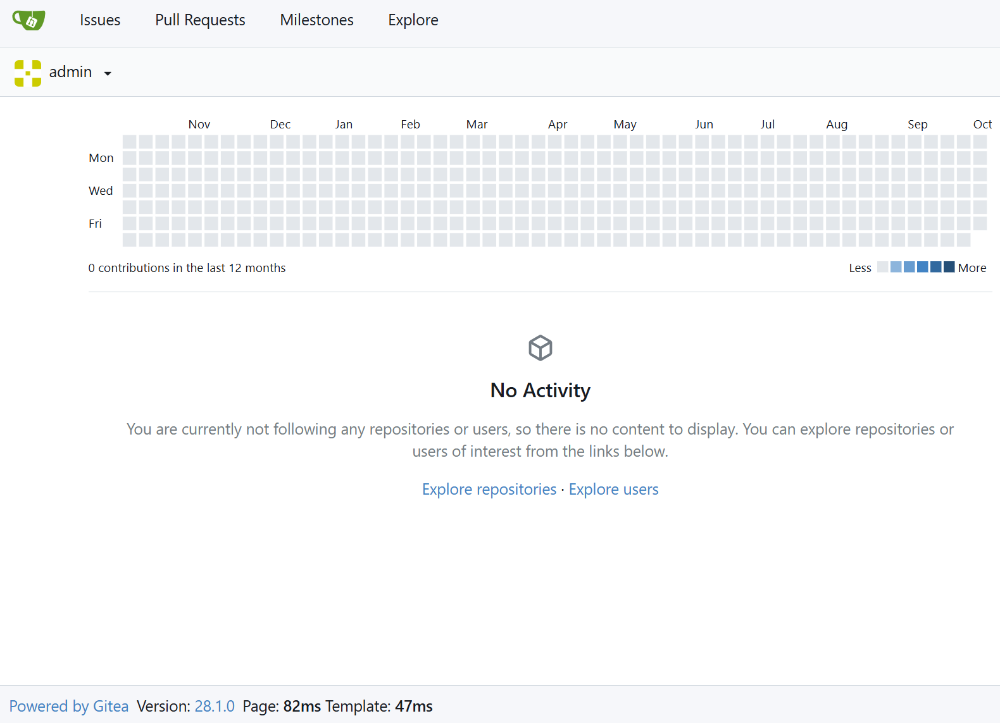 Issues Pull Requests Milestones Explore
admin
Nov Dec Jan Feb Mar Apr May Jun Jul Aug Sep Oct
Mon
Wed
Fri
0 contributions in the last 12 months
Less More
No Activity
You are currently not following any repositories or users, so there is no content to display. You can explore repositories or
users of interest from the links below.
Explore repositories · Explore users
Powered by Gitea Version: 28.1.0 Page: 82ms Template: 47ms